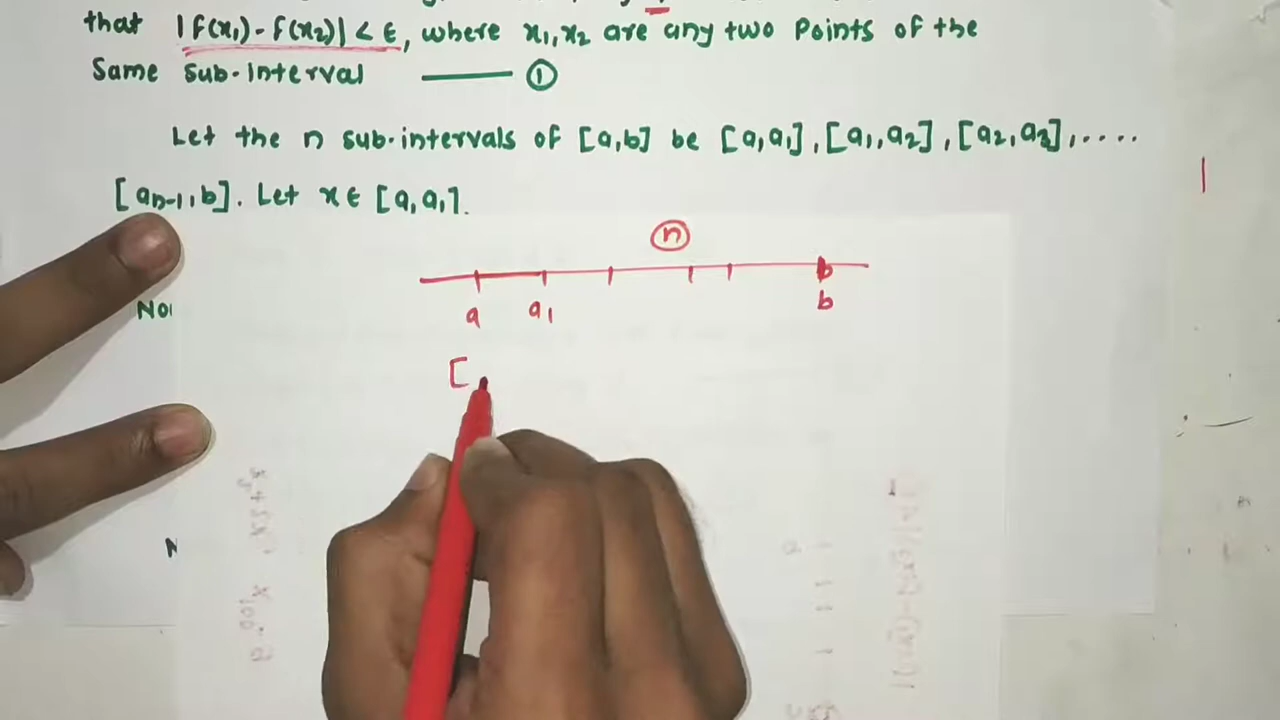 that |f(x₁)-f(x₂)| < ϵ, where x₁,x₂ are any two points of the
same sub-interval ——— ①
Let the n sub-intervals of [a,b] be [a,a₁],[a₁,a₂],[a₂,a₃],....
[aₙ₋₁,b]. Let x ϵ [a,a₁].
n
a a₁ b
b
[